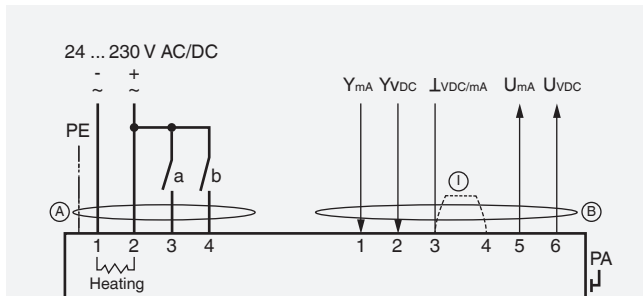 24 ... 230 V AC/DC
- +
~ ~
YmA YVDC ⊥VDC/mA UmA UVDC
PE
a b
I
A B
1 2 3 4 1 2 3 4 5 6
PA
Heating